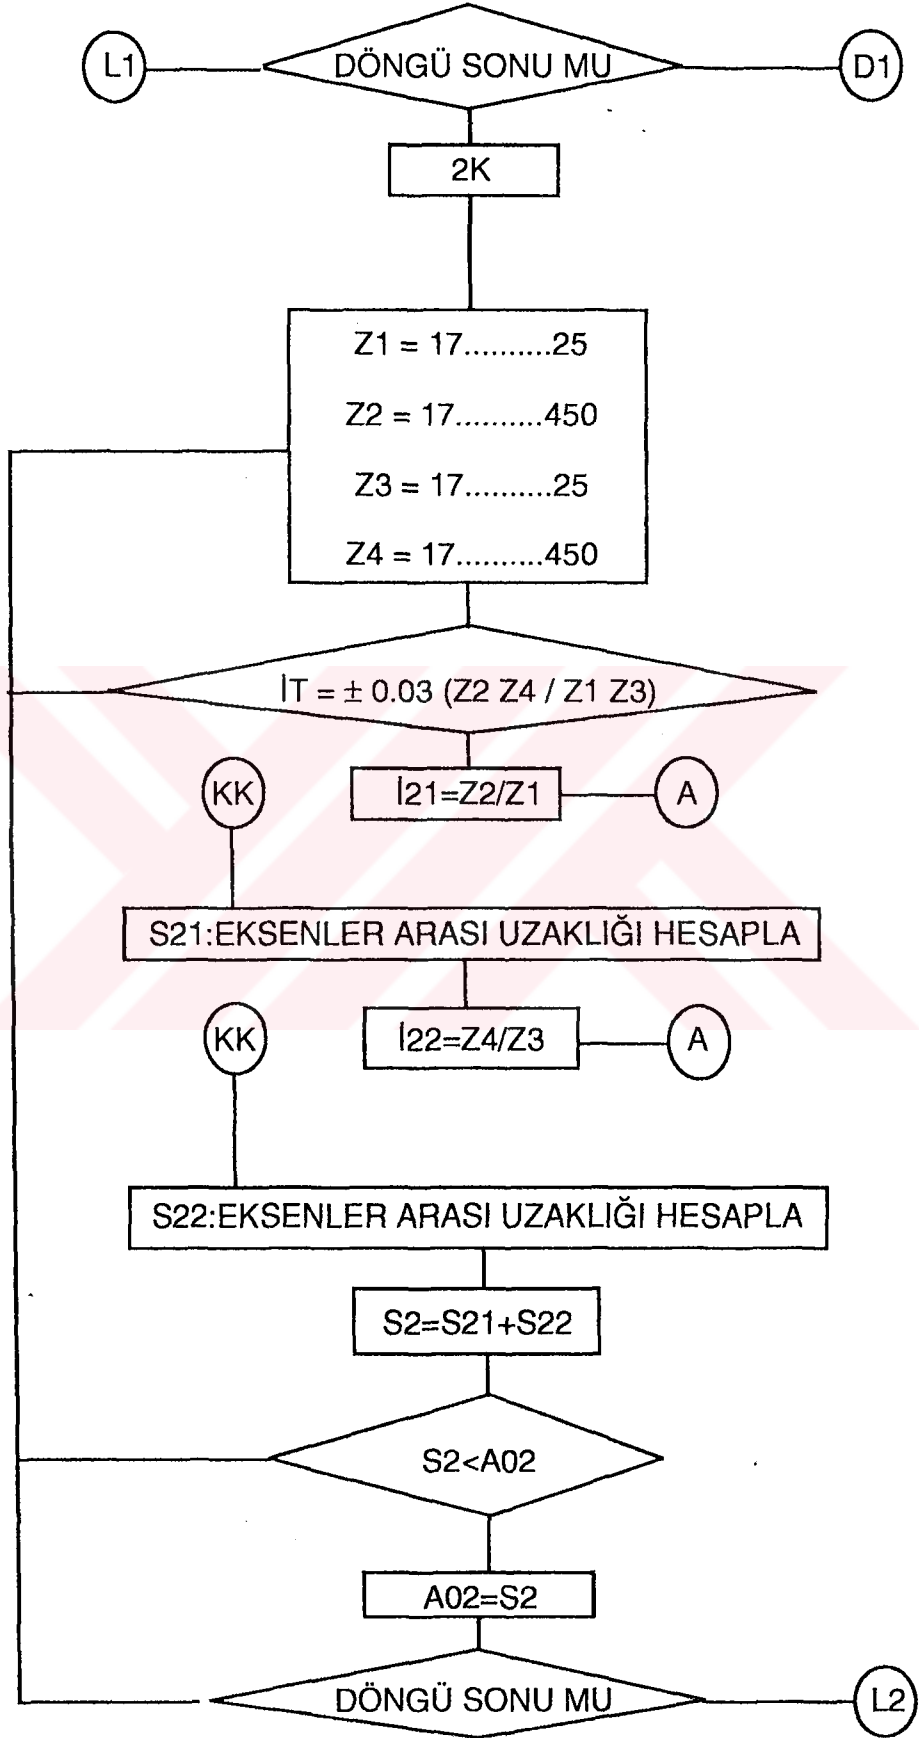 L1
DÖNGÜ SONU MU
D1
2K
Z1 = 17..........25
Z2 = 17..........450
Z3 = 17..........25
Z4 = 17..........450
İT = ± 0.03 (Z2 Z4 / Z1 Z3)
KK
İ21=Z2/Z1
A
S21:EKSENLER ARASI UZAKLIĞI HESAPLA
KK
İ22=Z4/Z3
A
S22:EKSENLER ARASI UZAKLIĞI HESAPLA
S2=S21+S22
S2<A02
A02=S2
DÖNGÜ SONU MU
L2